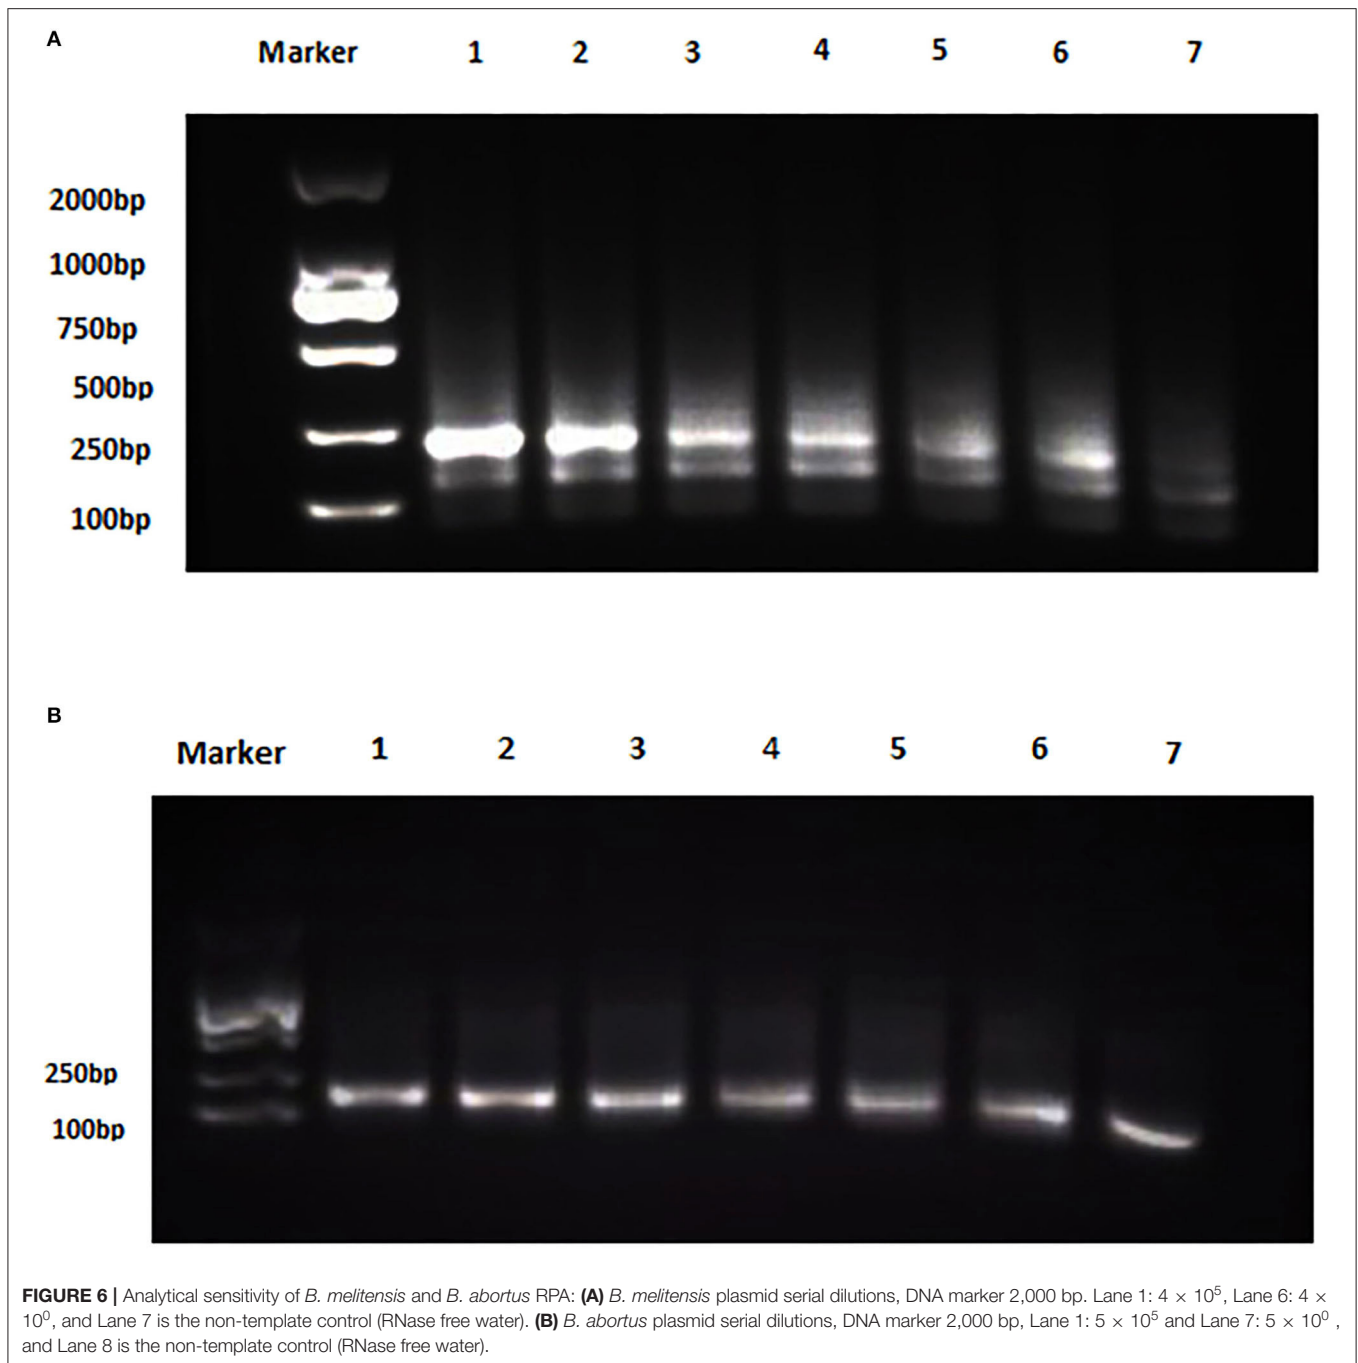 A
Marker 1 2 3 4 5 6 7
2000bp
1000bp
750bp
500bp
250bp
100bp
B
Marker 1 2 3 4 5 6 7
250bp
100bp
FIGURE 6 | Analytical sensitivity of B. melitensis and B. abortus RPA: (A) B. melitensis plasmid serial dilutions, DNA marker 2,000 bp. Lane 1: 4 × 10⁵, Lane 6: 4 ×
10⁰, and Lane 7 is the non-template control (RNase free water). (B) B. abortus plasmid serial dilutions, DNA marker 2,000 bp, Lane 1: 5 × 10⁵ and Lane 7: 5 × 10⁰ ,
and Lane 8 is the non-template control (RNase free water).